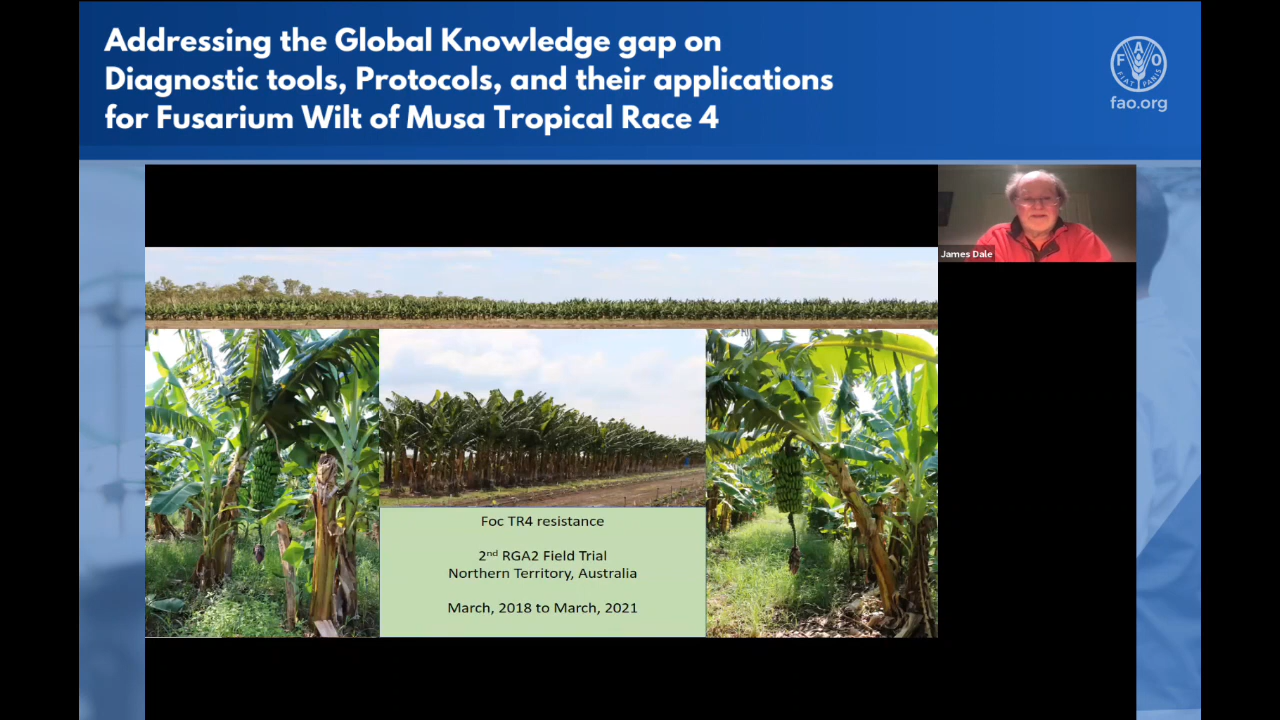 Addressing the Global Knowledge gap on
Diagnostic tools, Protocols, and their applications
for Fusarium Wilt of Musa Tropical Race 4
F A O
FIAT PANIS
fao.org
James Dale
Foc TR4 resistance
2nd RGA2 Field Trial
Northern Territory, Australia
March, 2018 to March, 2021